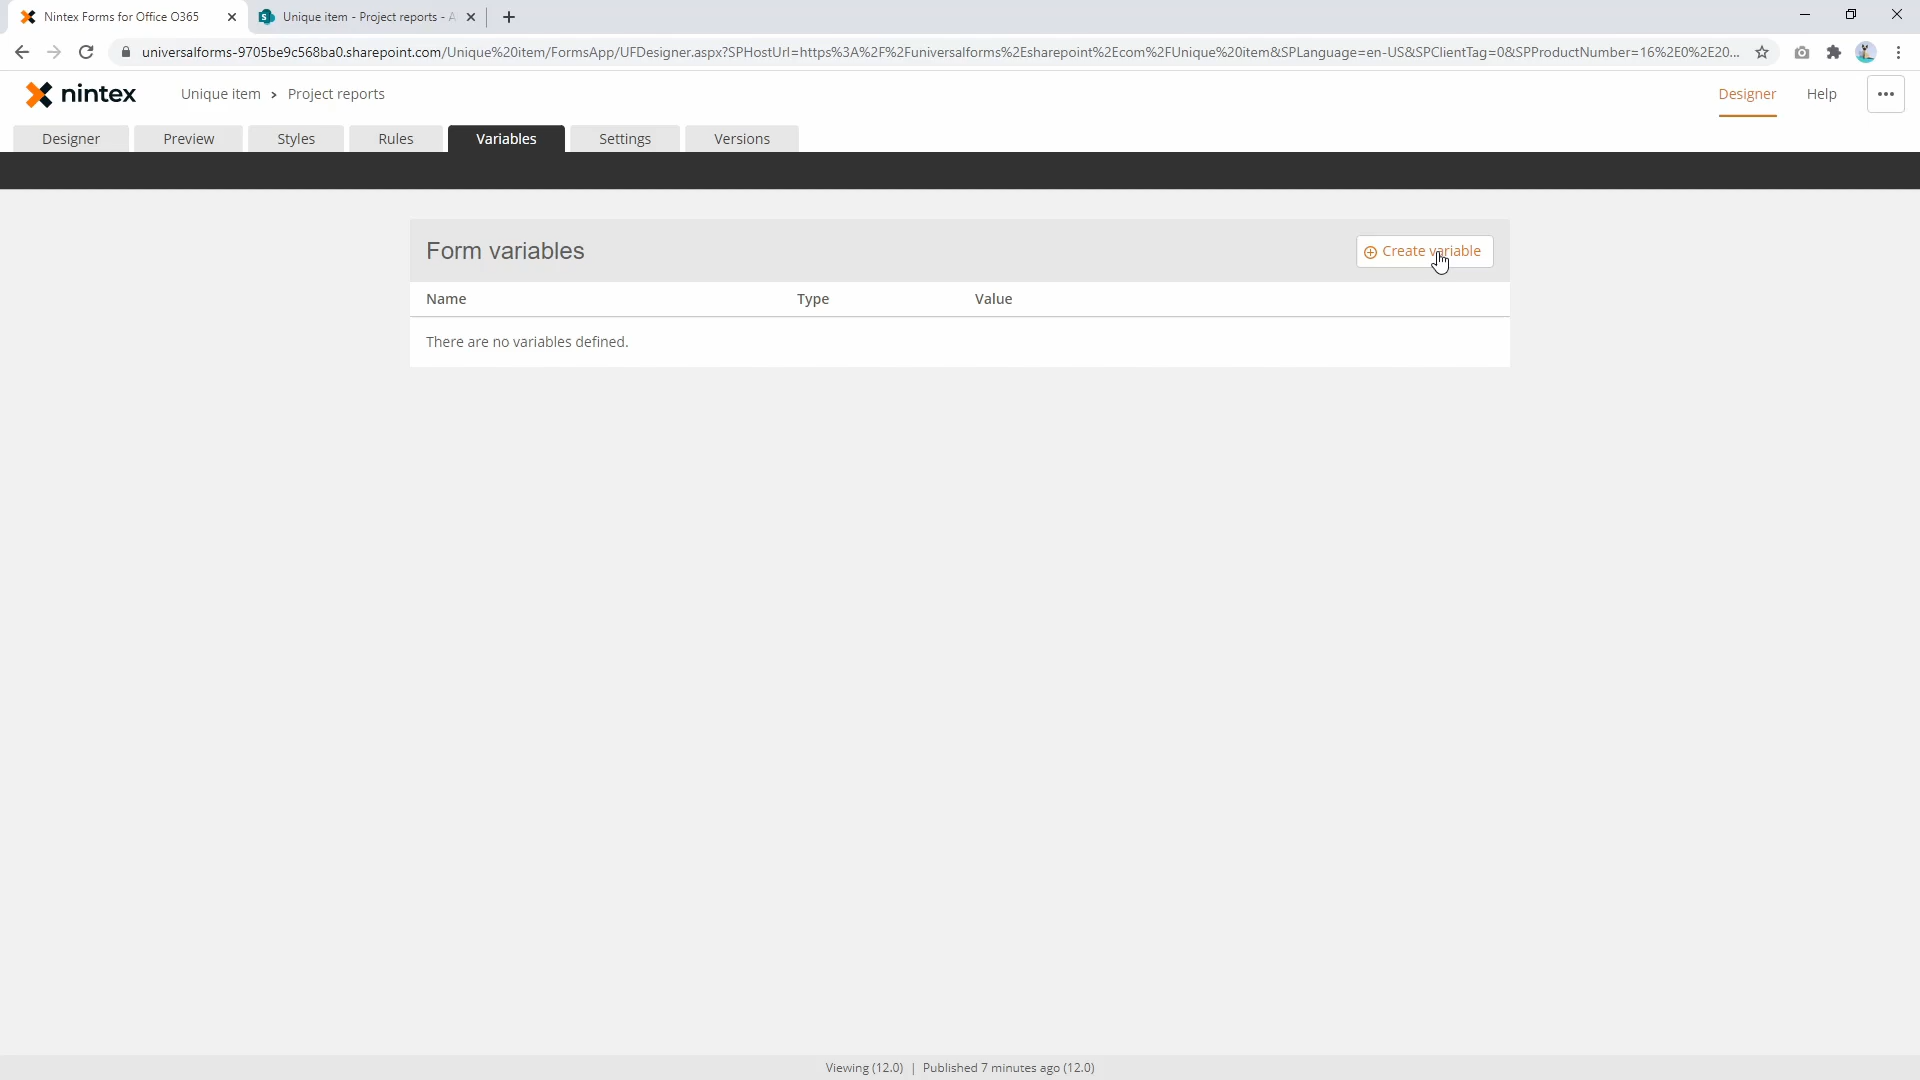 Nintex Forms for Office O365
Unique item - Project reports - A
universalforms-9705be9c568ba0.sharepoint.com/Unique%20item/FormsApp/UFDesigner.aspx?SPHostUrl=https%3A%2F%2Funiversalforms%2Esharepoint%2Ecom%2FUnique%20item&SPLanguage=en-US&SPClientTag=0&SPProductNumber=16%2E0%2E20...
nintex
Unique item > Project reports
Designer
Help
Designer
Preview
Styles
Rules
Variables
Settings
Versions
Form variables
Create variable
Name
Type
Value
There are no variables defined.
Viewing (12.0) | Published 7 minutes ago (12.0)